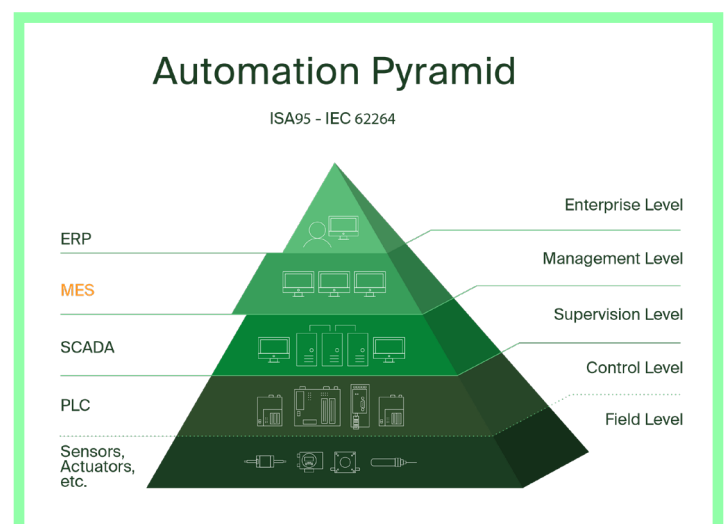 Automation Pyramid
ISA95 - IEC 62264
ERP
MES
SCADA
PLC
Sensors,
Actuators,
etc.
Enterprise Level
Management Level
Supervision Level
Control Level
Field Level